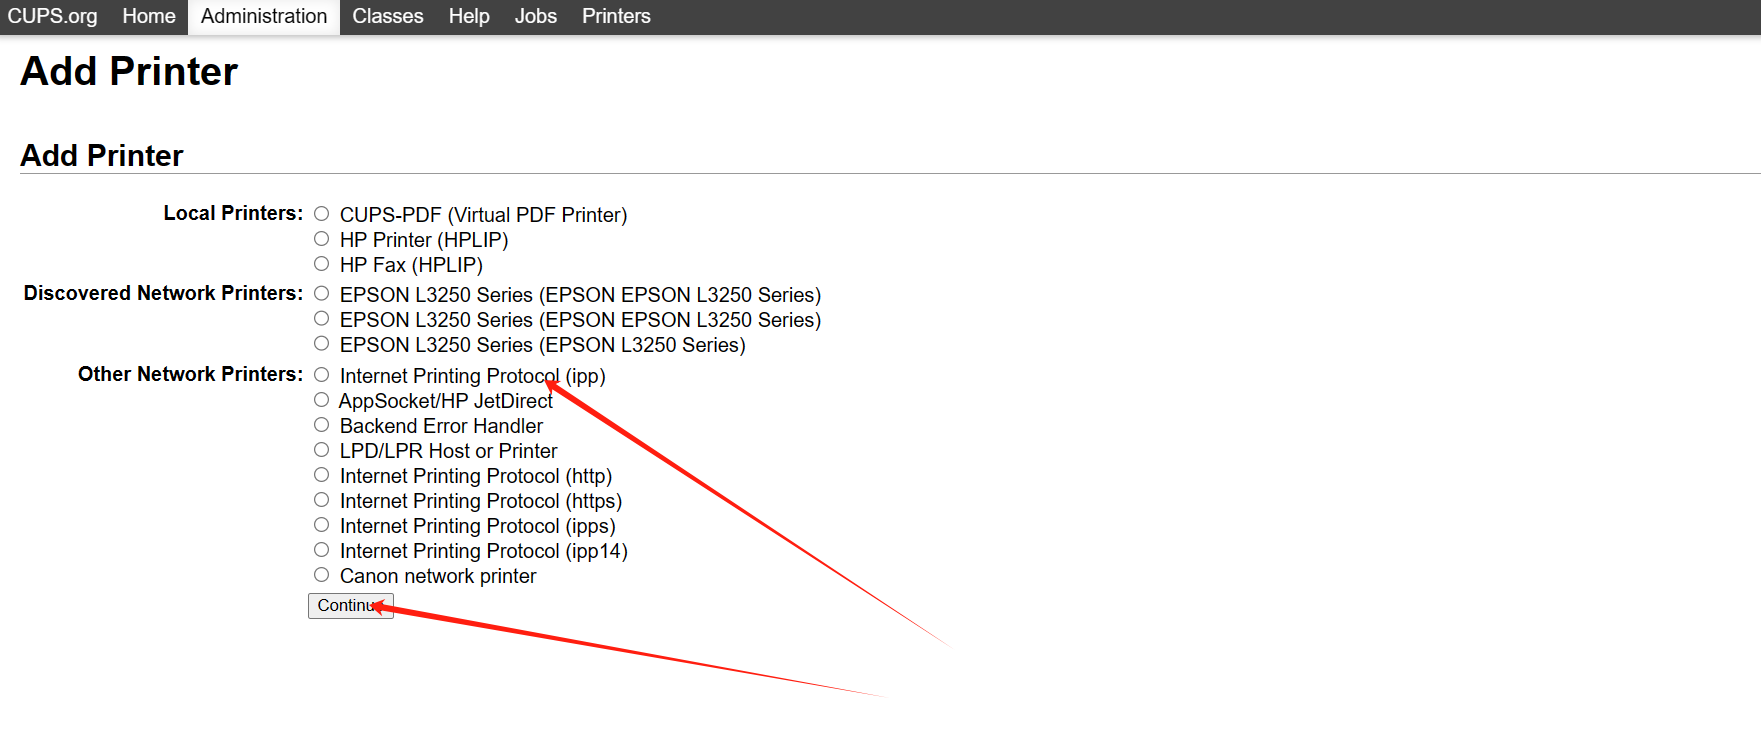 CUPS.org Home Administration Classes Help Jobs Printers
Add Printer
Add Printer
Local Printers: CUPS-PDF (Virtual PDF Printer)
HP Printer (HPLIP)
HP Fax (HPLIP)
Discovered Network Printers: EPSON L3250 Series (EPSON EPSON L3250 Series)
EPSON L3250 Series (EPSON EPSON L3250 Series)
EPSON L3250 Series (EPSON L3250 Series)
Other Network Printers: Internet Printing Protocol (ipp)
AppSocket/HP JetDirect
Backend Error Handler
LPD/LPR Host or Printer
Internet Printing Protocol (http)
Internet Printing Protocol (https)
Internet Printing Protocol (ipps)
Internet Printing Protocol (ipp14)
Canon network printer
Continue